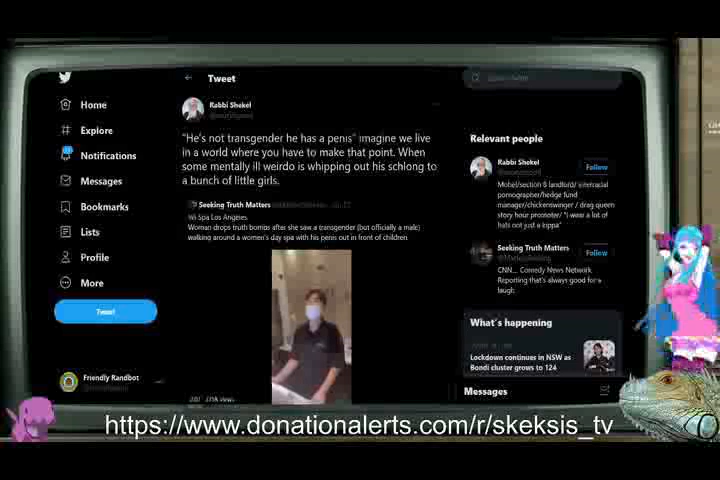 Tweet
Home
Explore
Notifications
Messages
Bookmarks
Lists
Profile
More
Tweet
Friendly Randbot
Rabbi Shekel
"He's not transgender he has a penis" imagine we live
in a world where you have to make that point. When
some mentally ill weirdo is whipping out his schlong to
a bunch of little girls.
Seeking Truth Matters
Wi Spa Los Angeles
Woman drops truth bombs after she saw a transgender (but officially a male)
walking around a women's day spa with his penis out in front of children.
views
Relevant people
Rabbi Shekel
Follow
Mohel/section 8 landlord/ interracial
pornographer/hedge fund
manager/chickenswinger / drag queen
story hour promoter/ "I wear a lot of
hats not just a kippa"
Seeking Truth Matters
Follow
CNN... Comedy News Network
Reporting that's always good for a
laugh
What's happening
Lockdown continues in NSW as
Bondi cluster grows to 124
Messages
https://www.donationalerts.com/r/skeksis_tv